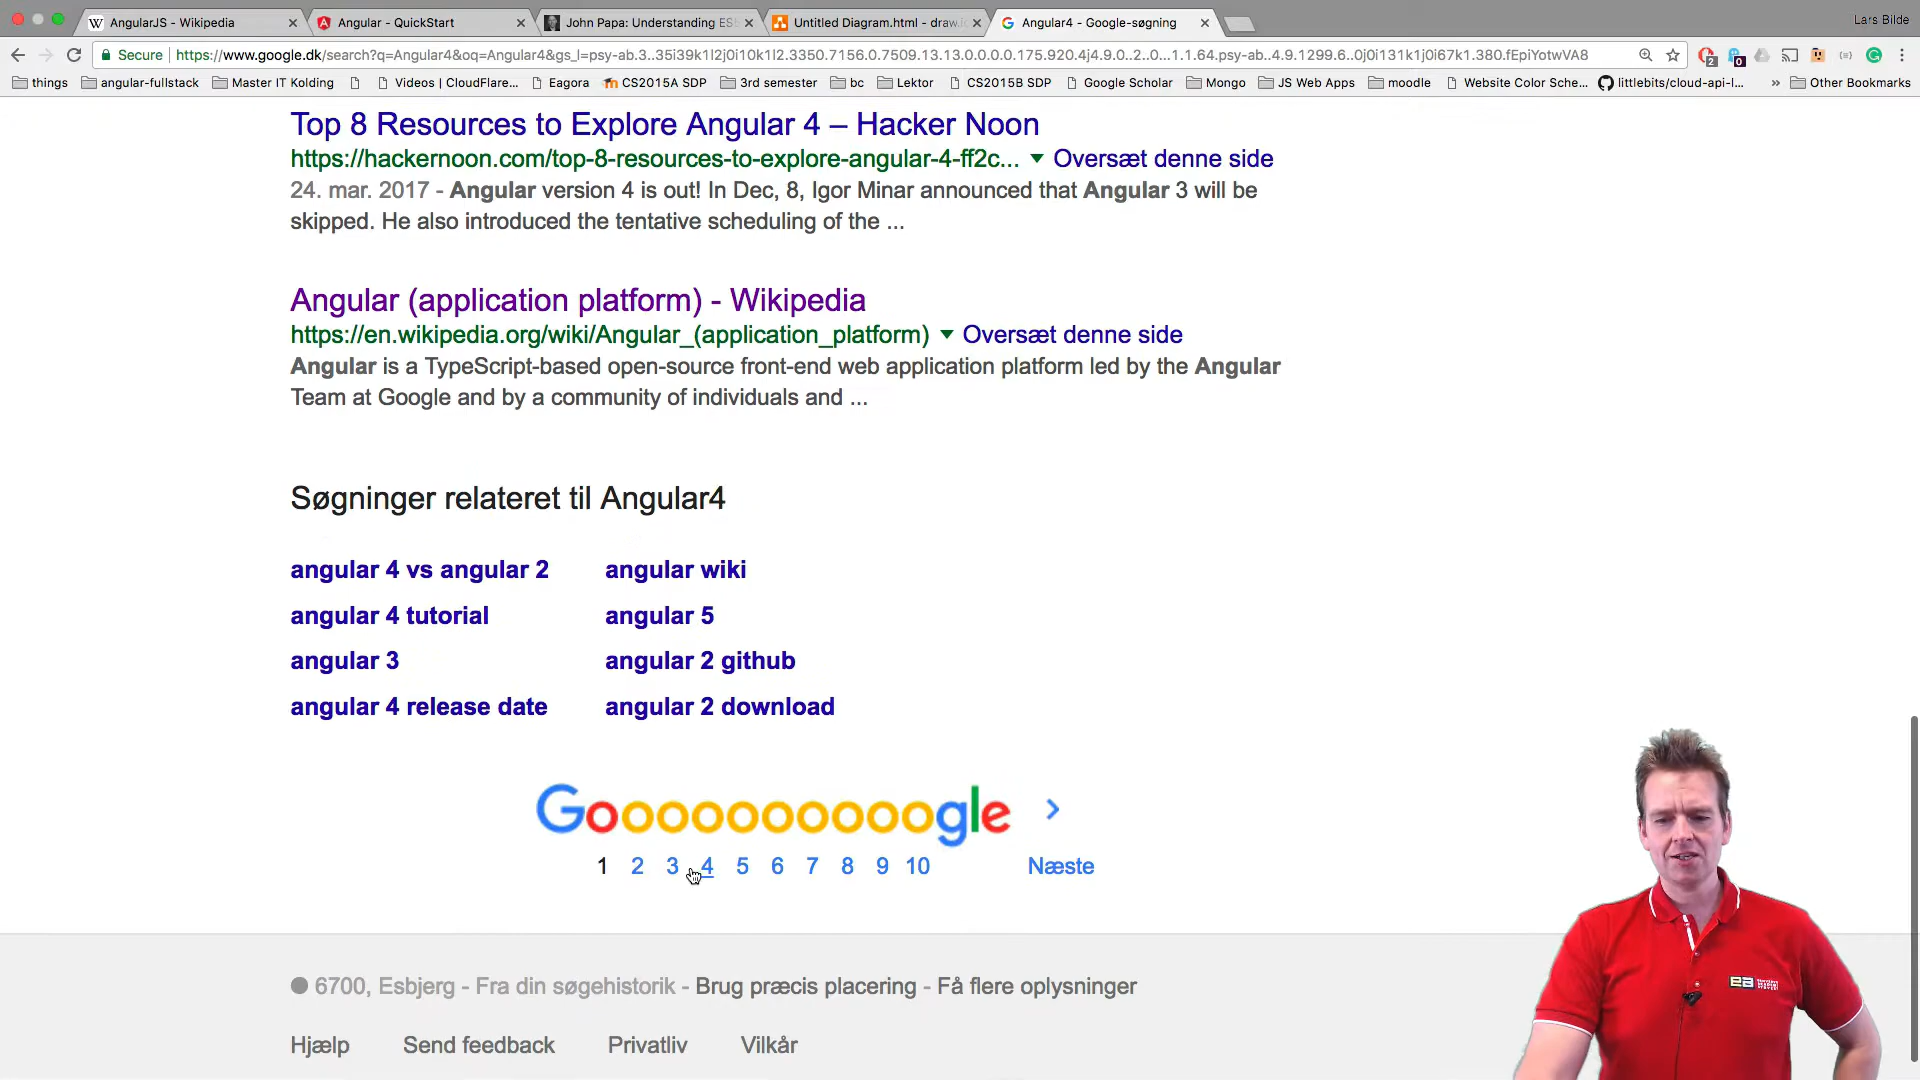 AngularJS - Wikipedia
Angular - QuickStart
John Papa: Understanding ES
Untitled Diagram.html - draw.i
Angular4 - Google-søgning
Lars Bilde
Secure https://www.google.dk/search?q=Angular4&oq=Angular4&gs_l=psy-ab.3..35i39k1l2j0i10k1l2.3350.7156.0.7509.13.13.0.0.0.0.175.920.4j4.9.0..2..0...1.1.64.psy-ab..4.9.1299.6..0j0i131k1j0i67k1.380.fEpiYotwVA8
2
0
things angular-fullstack Master IT Kolding Videos | CloudFlare... Eagora CS2015A SDP 3rd semester bc Lektor CS2015B SDP Google Scholar Mongo JS Web Apps moodle Website Color Sche... littlebits/cloud-api-l... » Other Bookmarks
Top 8 Resources to Explore Angular 4 – Hacker Noon
https://hackernoon.com/top-8-resources-to-explore-angular-4-ff2c... Oversæt denne side
24. mar. 2017 - Angular version 4 is out! In Dec, 8, Igor Minar announced that Angular 3 will be
skipped. He also introduced the tentative scheduling of the ...
Angular (application platform) - Wikipedia
https://en.wikipedia.org/wiki/Angular_(application_platform) Oversæt denne side
Angular is a TypeScript-based open-source front-end web application platform led by the Angular
Team at Google and by a community of individuals and ...
Søgninger relateret til Angular4
angular 4 vs angular 2 angular wiki
angular 4 tutorial angular 5
angular 3 angular 2 github
angular 4 release date angular 2 download
Goooooooooogle >
1 2 3 4 5 6 7 8 9 10 Næste
6700, Esbjerg - Fra din søgehistorik - Brug præcis placering - Få flere oplysninger
Hjælp Send feedback Privatliv Vilkår
ea